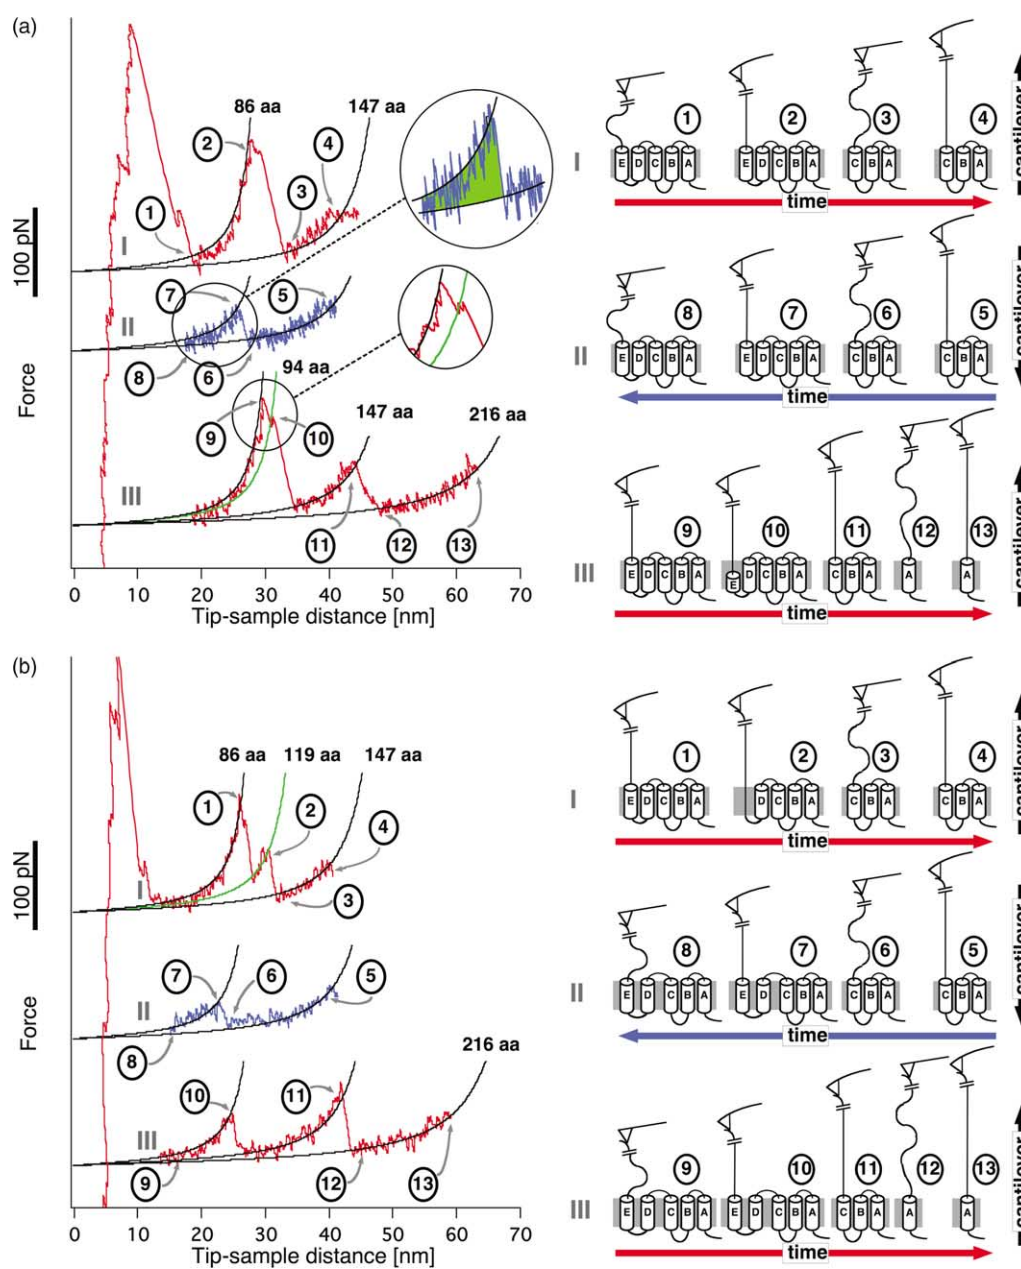 (a)
86 aa
147 aa
2
4
1
3
I
100 pN
7
5
II
8
6
94 aa
147 aa
216 aa
9
10
III
11
12
13
Force
0
10
20
30
40
50
60
70
Tip-sample distance [nm]
1
2
3
4
I
E D C B A
E D C B A
C B A
C B A
time
cantilever
8
7
6
5
II
E D C B A
E D C B A
C B A
C B A
time
cantilever
9
10
11
12
13
III
E D C B A
E D C B A
C B A
A
A
time
cantilever
(b)
86 aa
119 aa
147 aa
1
2
4
3
I
100 pN
7
6
5
II
8
216 aa
10
11
III
9
12
13
Force
0
10
20
30
40
50
60
70
Tip-sample distance [nm]
1
2
3
4
I
E D C B A
D C B A
C B A
C B A
time
cantilever
8
7
6
5
II
E D C B A
E D C B A
C B A
C B A
time
cantilever
9
10
11
12
13
III
E D C B A
E D C B A
C B A
A
A
time
cantilever